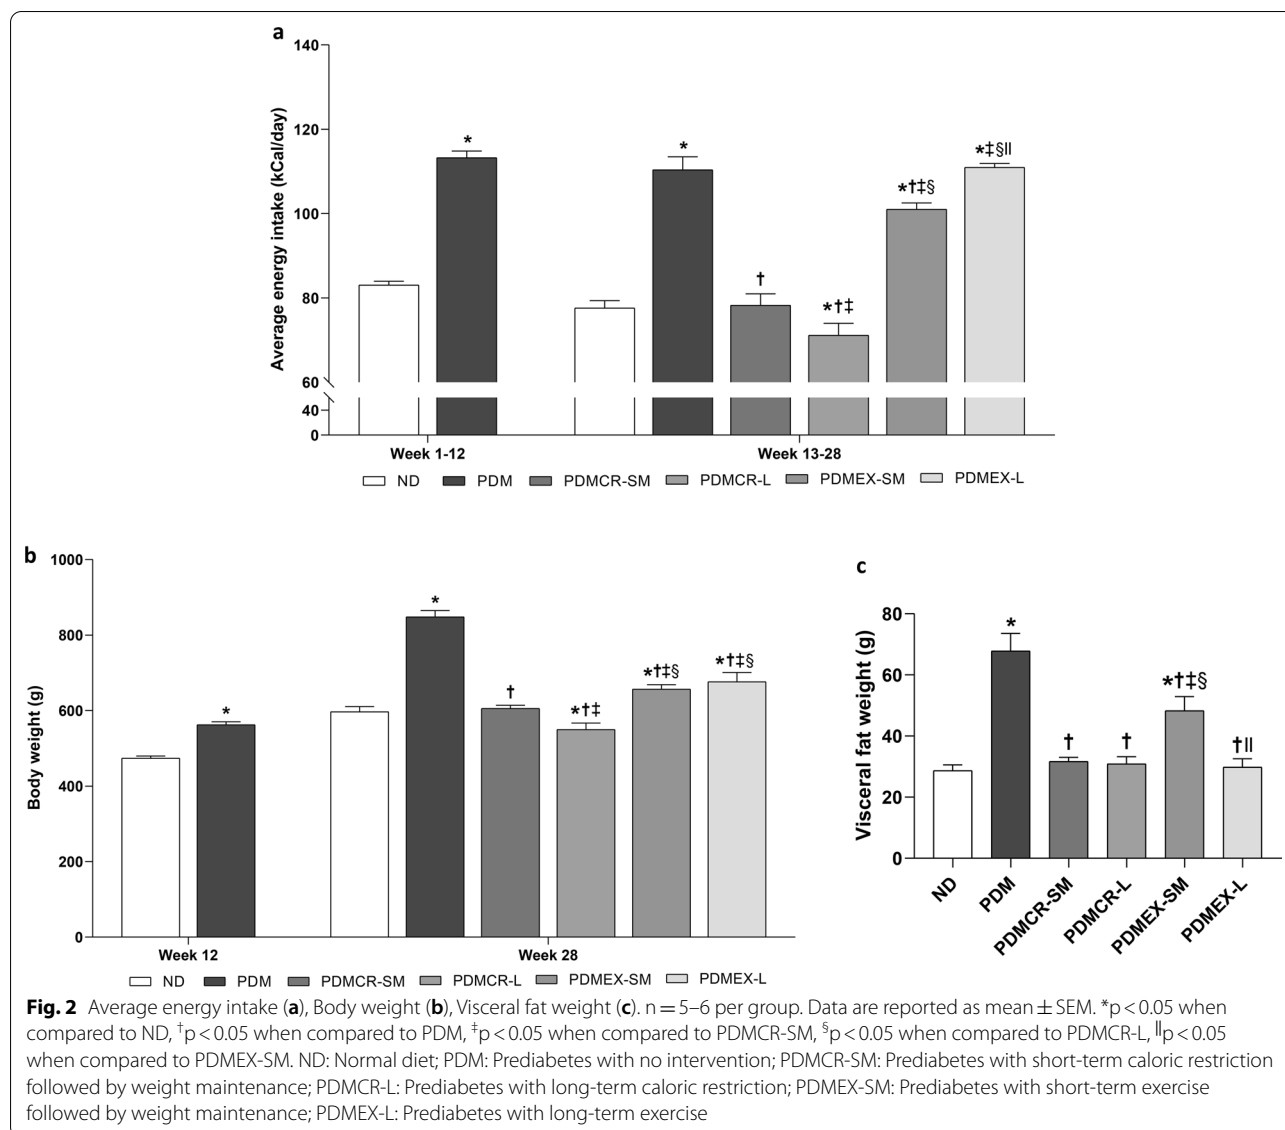 a
140
120
100
80
60
40
0
Average energy intake (kCal/day)
*
*
†
*†‡
*†‡§
*‡§ǁ
Week 1-12
Week 13-28
ND PDM PDMCR-SM PDMCR-L PDMEX-SM PDMEX-L
b
1000
800
600
400
200
0
Body weight (g)
*
*
†
*†‡
*†‡§
*†‡§
Week 12
Week 28
ND PDM PDMCR-SM PDMCR-L PDMEX-SM PDMEX-L
c
80
60
40
20
0
Visceral fat weight (g)
*
†
†
*†‡§
†ǁ
ND
PDM
PDMCR-SM
PDMCR-L
PDMEX-SM
PDMEX-L
Fig. 2 Average energy intake (a), Body weight (b), Visceral fat weight (c). n = 5–6 per group. Data are reported as mean ± SEM. *p < 0.05 when
compared to ND, †p < 0.05 when compared to PDM, ‡p < 0.05 when compared to PDMCR-SM, §p < 0.05 when compared to PDMCR-L, ǁp < 0.05
when compared to PDMEX-SM. ND: Normal diet; PDM: Prediabetes with no intervention; PDMCR-SM: Prediabetes with short-term caloric restriction
followed by weight maintenance; PDMCR-L: Prediabetes with long-term caloric restriction; PDMEX-SM: Prediabetes with short-term exercise
followed by weight maintenance; PDMEX-L: Prediabetes with long-term exercise